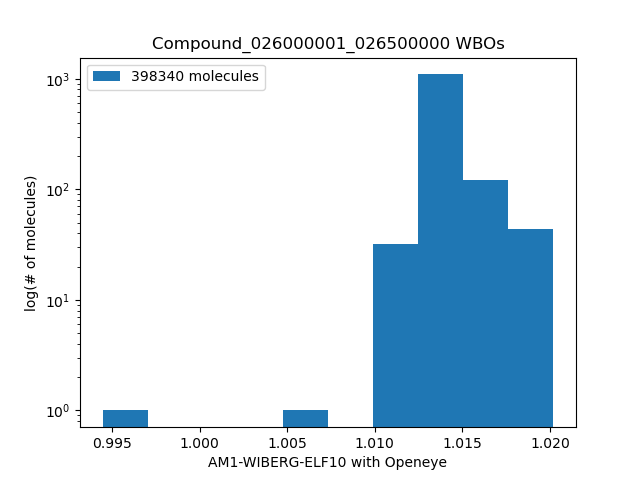 Compound_026000001_026500000 WBOs
398340 molecules
log(# of molecules)
10³
10²
10¹
10⁰
0.995 1.000 1.005 1.010 1.015 1.020
AM1-WIBERG-ELF10 with Openeye